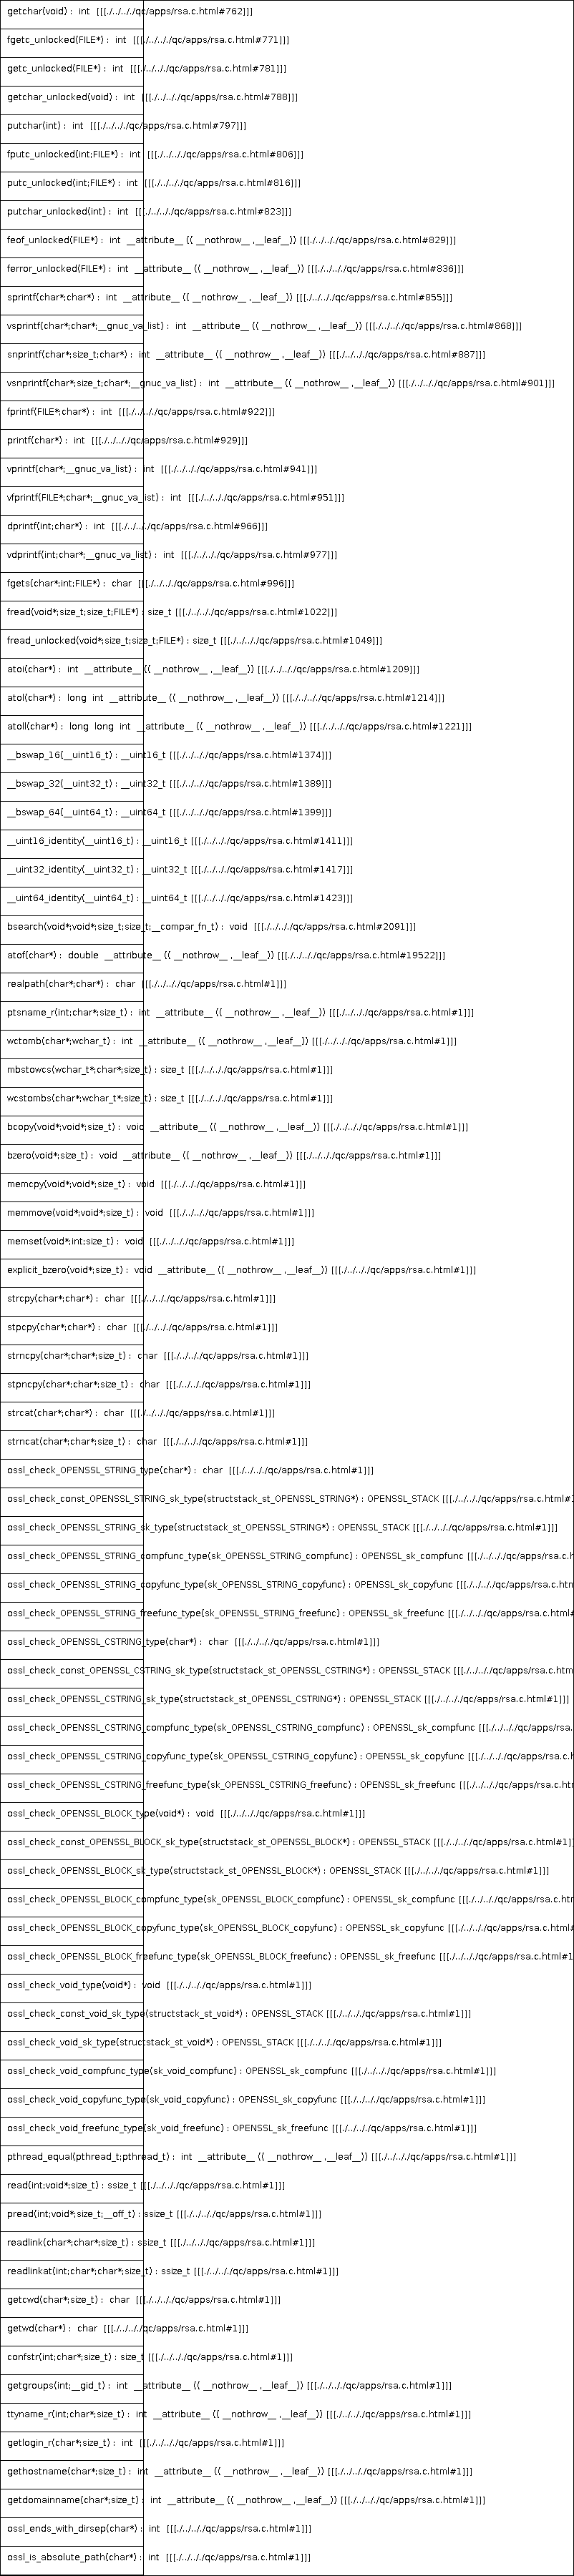 getchar(void) : int [[[./../.././qc/apps/rsa.c.html#762]]]
fgetc_unlocked(FILE*) : int [[[./../.././qc/apps/rsa.c.html#771]]]
getc_unlocked(FILE*) : int [[[./../.././qc/apps/rsa.c.html#781]]]
getchar_unlocked(void) : int [[[./../.././qc/apps/rsa.c.html#788]]]
putchar(int) : int [[[./../.././qc/apps/rsa.c.html#797]]]
fputc_unlocked(int;FILE*) : int [[[./../.././qc/apps/rsa.c.html#806]]]
putc_unlocked(int;FILE*) : int [[[./../.././qc/apps/rsa.c.html#816]]]
putchar_unlocked(int) : int [[[./../.././qc/apps/rsa.c.html#823]]]
feof_unlocked(FILE*) : int __attribute__ (( __nothrow__ ,__leaf__)) [[[./../.././qc/apps/rsa.c.html#829]]]
ferror_unlocked(FILE*) : int __attribute__ (( __nothrow__ ,__leaf__)) [[[./../.././qc/apps/rsa.c.html#836]]]
sprintf(char*;char*) : int __attribute__ (( __nothrow__ ,__leaf__)) [[[./../.././qc/apps/rsa.c.html#855]]]
vsprintf(char*;char*;__gnuc_va_list) : int __attribute__ (( __nothrow__ ,__leaf__)) [[[./../.././qc/apps/rsa.c.html#868]]]
snprintf(char*;size_t;char*) : int __attribute__ (( __nothrow__ ,__leaf__)) [[[./../.././qc/apps/rsa.c.html#887]]]
vsnprintf(char*;size_t;char*;__gnuc_va_list) : int __attribute__ (( __nothrow__ ,__leaf__)) [[[./../.././qc/apps/rsa.c.html#901]]]
fprintf(FILE*;char*) : int [[[./../.././qc/apps/rsa.c.html#922]]]
printf(char*) : int [[[./../.././qc/apps/rsa.c.html#929]]]
vprintf(char*;__gnuc_va_list) : int [[[./../.././qc/apps/rsa.c.html#941]]]
vfprintf(FILE*;char*;__gnuc_va_list) : int [[[./../.././qc/apps/rsa.c.html#951]]]
dprintf(int;char*) : int [[[./../.././qc/apps/rsa.c.html#966]]]
vdprintf(int;char*;__gnuc_va_list) : int [[[./../.././qc/apps/rsa.c.html#977]]]
fgets(char*;int;FILE*) : char [[[./../.././qc/apps/rsa.c.html#996]]]
fread(void*;size_t;size_t;FILE*) : size_t [[[./../.././qc/apps/rsa.c.html#1022]]]
fread_unlocked(void*;size_t;size_t;FILE*) : size_t [[[./../.././qc/apps/rsa.c.html#1049]]]
atoi(char*) : int __attribute__ (( __nothrow__ ,__leaf__)) [[[./../.././qc/apps/rsa.c.html#1209]]]
atol(char*) : long int __attribute__ (( __nothrow__ ,__leaf__)) [[[./../.././qc/apps/rsa.c.html#1214]]]
atoll(char*) : long long int __attribute__ (( __nothrow__ ,__leaf__)) [[[./../.././qc/apps/rsa.c.html#1221]]]
__bswap_16(__uint16_t) : __uint16_t [[[./../.././qc/apps/rsa.c.html#1374]]]
__bswap_32(__uint32_t) : __uint32_t [[[./../.././qc/apps/rsa.c.html#1389]]]
__bswap_64(__uint64_t) : __uint64_t [[[./../.././qc/apps/rsa.c.html#1399]]]
__uint16_identity(__uint16_t) : __uint16_t [[[./../.././qc/apps/rsa.c.html#1411]]]
__uint32_identity(__uint32_t) : __uint32_t [[[./../.././qc/apps/rsa.c.html#1417]]]
__uint64_identity(__uint64_t) : __uint64_t [[[./../.././qc/apps/rsa.c.html#1423]]]
bsearch(void*;void*;size_t;size_t;__compar_fn_t) : void [[[./../.././qc/apps/rsa.c.html#2091]]]
atof(char*) : double __attribute__ (( __nothrow__ ,__leaf__)) [[[./../.././qc/apps/rsa.c.html#19522]]]
realpath(char*;char*) : char [[[./../.././qc/apps/rsa.c.html#1]]]
ptsname_r(int;char*;size_t) : int __attribute__ (( __nothrow__ ,__leaf__)) [[[./../.././qc/apps/rsa.c.html#1]]]
wctomb(char*;wchar_t) : int __attribute__ (( __nothrow__ ,__leaf__)) [[[./../.././qc/apps/rsa.c.html#1]]]
mbstowcs(wchar_t*;char*;size_t) : size_t [[[./../.././qc/apps/rsa.c.html#1]]]
wcstombs(char*;wchar_t*;size_t) : size_t [[[./../.././qc/apps/rsa.c.html#1]]]
bcopy(void*;void*;size_t) : void __attribute__ (( __nothrow__ ,__leaf__)) [[[./../.././qc/apps/rsa.c.html#1]]]
bzero(void*;size_t) : void __attribute__ (( __nothrow__ ,__leaf__)) [[[./../.././qc/apps/rsa.c.html#1]]]
memcpy(void*;void*;size_t) : void [[[./../.././qc/apps/rsa.c.html#1]]]
memmove(void*;void*;size_t) : void [[[./../.././qc/apps/rsa.c.html#1]]]
memset(void*;int;size_t) : void [[[./../.././qc/apps/rsa.c.html#1]]]
explicit_bzero(void*;size_t) : void __attribute__ (( __nothrow__ ,__leaf__)) [[[./../.././qc/apps/rsa.c.html#1]]]
strcpy(char*;char*) : char [[[./../.././qc/apps/rsa.c.html#1]]]
stpcpy(char*;char*) : char [[[./../.././qc/apps/rsa.c.html#1]]]
strncpy(char*;char*;size_t) : char [[[./../.././qc/apps/rsa.c.html#1]]]
stpncpy(char*;char*;size_t) : char [[[./../.././qc/apps/rsa.c.html#1]]]
strcat(char*;char*) : char [[[./../.././qc/apps/rsa.c.html#1]]]
strncat(char*;char*;size_t) : char [[[./../.././qc/apps/rsa.c.html#1]]]
ossl_check_OPENSSL_STRING_type(char*) : char [[[./../.././qc/apps/rsa.c.html#1]]]
ossl_check_const_OPENSSL_STRING_sk_type(structstack_st_OPENSSL_STRING*) : OPENSSL_STACK [[[./../.././qc/apps/rsa.c.html#1
ossl_check_OPENSSL_STRING_sk_type(structstack_st_OPENSSL_STRING*) : OPENSSL_STACK [[[./../.././qc/apps/rsa.c.html#1]]]
ossl_check_OPENSSL_STRING_compfunc_type(sk_OPENSSL_STRING_compfunc) : OPENSSL_sk_compfunc [[[./../.././qc/apps/rsa.c.h
ossl_check_OPENSSL_STRING_copyfunc_type(sk_OPENSSL_STRING_copyfunc) : OPENSSL_sk_copyfunc [[[./../.././qc/apps/rsa.c.htm
ossl_check_OPENSSL_STRING_freefunc_type(sk_OPENSSL_STRING_freefunc) : OPENSSL_sk_freefunc [[[./../.././qc/apps/rsa.c.html#
ossl_check_OPENSSL_CSTRING_type(char*) : char [[[./../.././qc/apps/rsa.c.html#1]]]
ossl_check_const_OPENSSL_CSTRING_sk_type(structstack_st_OPENSSL_CSTRING*) : OPENSSL_STACK [[[./../.././qc/apps/rsa.c.htm
ossl_check_OPENSSL_CSTRING_sk_type(structstack_st_OPENSSL_CSTRING*) : OPENSSL_STACK [[[./../.././qc/apps/rsa.c.html#1]]]
ossl_check_OPENSSL_CSTRING_compfunc_type(sk_OPENSSL_CSTRING_compfunc) : OPENSSL_sk_compfunc [[[./../.././qc/apps/rsa.
ossl_check_OPENSSL_CSTRING_copyfunc_type(sk_OPENSSL_CSTRING_copyfunc) : OPENSSL_sk_copyfunc [[[./../.././qc/apps/rsa.c.h
ossl_check_OPENSSL_CSTRING_freefunc_type(sk_OPENSSL_CSTRING_freefunc) : OPENSSL_sk_freefunc [[[./../.././qc/apps/rsa.c.htm
ossl_check_OPENSSL_BLOCK_type(void*) : void [[[./../.././qc/apps/rsa.c.html#1]]]
ossl_check_const_OPENSSL_BLOCK_sk_type(structstack_st_OPENSSL_BLOCK*) : OPENSSL_STACK [[[./../.././qc/apps/rsa.c.html#1]]
ossl_check_OPENSSL_BLOCK_sk_type(structstack_st_OPENSSL_BLOCK*) : OPENSSL_STACK [[[./../.././qc/apps/rsa.c.html#1]]]
ossl_check_OPENSSL_BLOCK_compfunc_type(sk_OPENSSL_BLOCK_compfunc) : OPENSSL_sk_compfunc [[[./../.././qc/apps/rsa.c.htm
ossl_check_OPENSSL_BLOCK_copyfunc_type(sk_OPENSSL_BLOCK_copyfunc) : OPENSSL_sk_copyfunc [[[./../.././qc/apps/rsa.c.html#
ossl_check_OPENSSL_BLOCK_freefunc_type(sk_OPENSSL_BLOCK_freefunc) : OPENSSL_sk_freefunc [[[./../.././qc/apps/rsa.c.html#1
ossl_check_void_type(void*) : void [[[./../.././qc/apps/rsa.c.html#1]]]
ossl_check_const_void_sk_type(structstack_st_void*) : OPENSSL_STACK [[[./../.././qc/apps/rsa.c.html#1]]]
ossl_check_void_sk_type(structstack_st_void*) : OPENSSL_STACK [[[./../.././qc/apps/rsa.c.html#1]]]
ossl_check_void_compfunc_type(sk_void_compfunc) : OPENSSL_sk_compfunc [[[./../.././qc/apps/rsa.c.html#1]]]
ossl_check_void_copyfunc_type(sk_void_copyfunc) : OPENSSL_sk_copyfunc [[[./../.././qc/apps/rsa.c.html#1]]]
ossl_check_void_freefunc_type(sk_void_freefunc) : OPENSSL_sk_freefunc [[[./../.././qc/apps/rsa.c.html#1]]]
pthread_equal(pthread_t;pthread_t) : int __attribute__ (( __nothrow__ ,__leaf__)) [[[./../.././qc/apps/rsa.c.html#1]]]
read(int;void*;size_t) : ssize_t [[[./../.././qc/apps/rsa.c.html#1]]]
pread(int;void*;size_t;__off_t) : ssize_t [[[./../.././qc/apps/rsa.c.html#1]]]
readlink(char*;char*;size_t) : ssize_t [[[./../.././qc/apps/rsa.c.html#1]]]
readlinkat(int;char*;char*;size_t) : ssize_t [[[./../.././qc/apps/rsa.c.html#1]]]
getcwd(char*;size_t) : char [[[./../.././qc/apps/rsa.c.html#1]]]
getwd(char*) : char [[[./../.././qc/apps/rsa.c.html#1]]]
confstr(int;char*;size_t) : size_t [[[./../.././qc/apps/rsa.c.html#1]]]
getgroups(int;__gid_t) : int __attribute__ (( __nothrow__ ,__leaf__)) [[[./../.././qc/apps/rsa.c.html#1]]]
ttyname_r(int;char*;size_t) : int __attribute__ (( __nothrow__ ,__leaf__)) [[[./../.././qc/apps/rsa.c.html#1]]]
getlogin_r(char*;size_t) : int [[[./../.././qc/apps/rsa.c.html#1]]]
gethostname(char*;size_t) : int __attribute__ (( __nothrow__ ,__leaf__)) [[[./../.././qc/apps/rsa.c.html#1]]]
getdomainname(char*;size_t) : int __attribute__ (( __nothrow__ ,__leaf__)) [[[./../.././qc/apps/rsa.c.html#1]]]
ossl_ends_with_dirsep(char*) : int [[[./../.././qc/apps/rsa.c.html#1]]]
ossl_is_absolute_path(char*) : int [[[./../.././qc/apps/rsa.c.html#1]]]